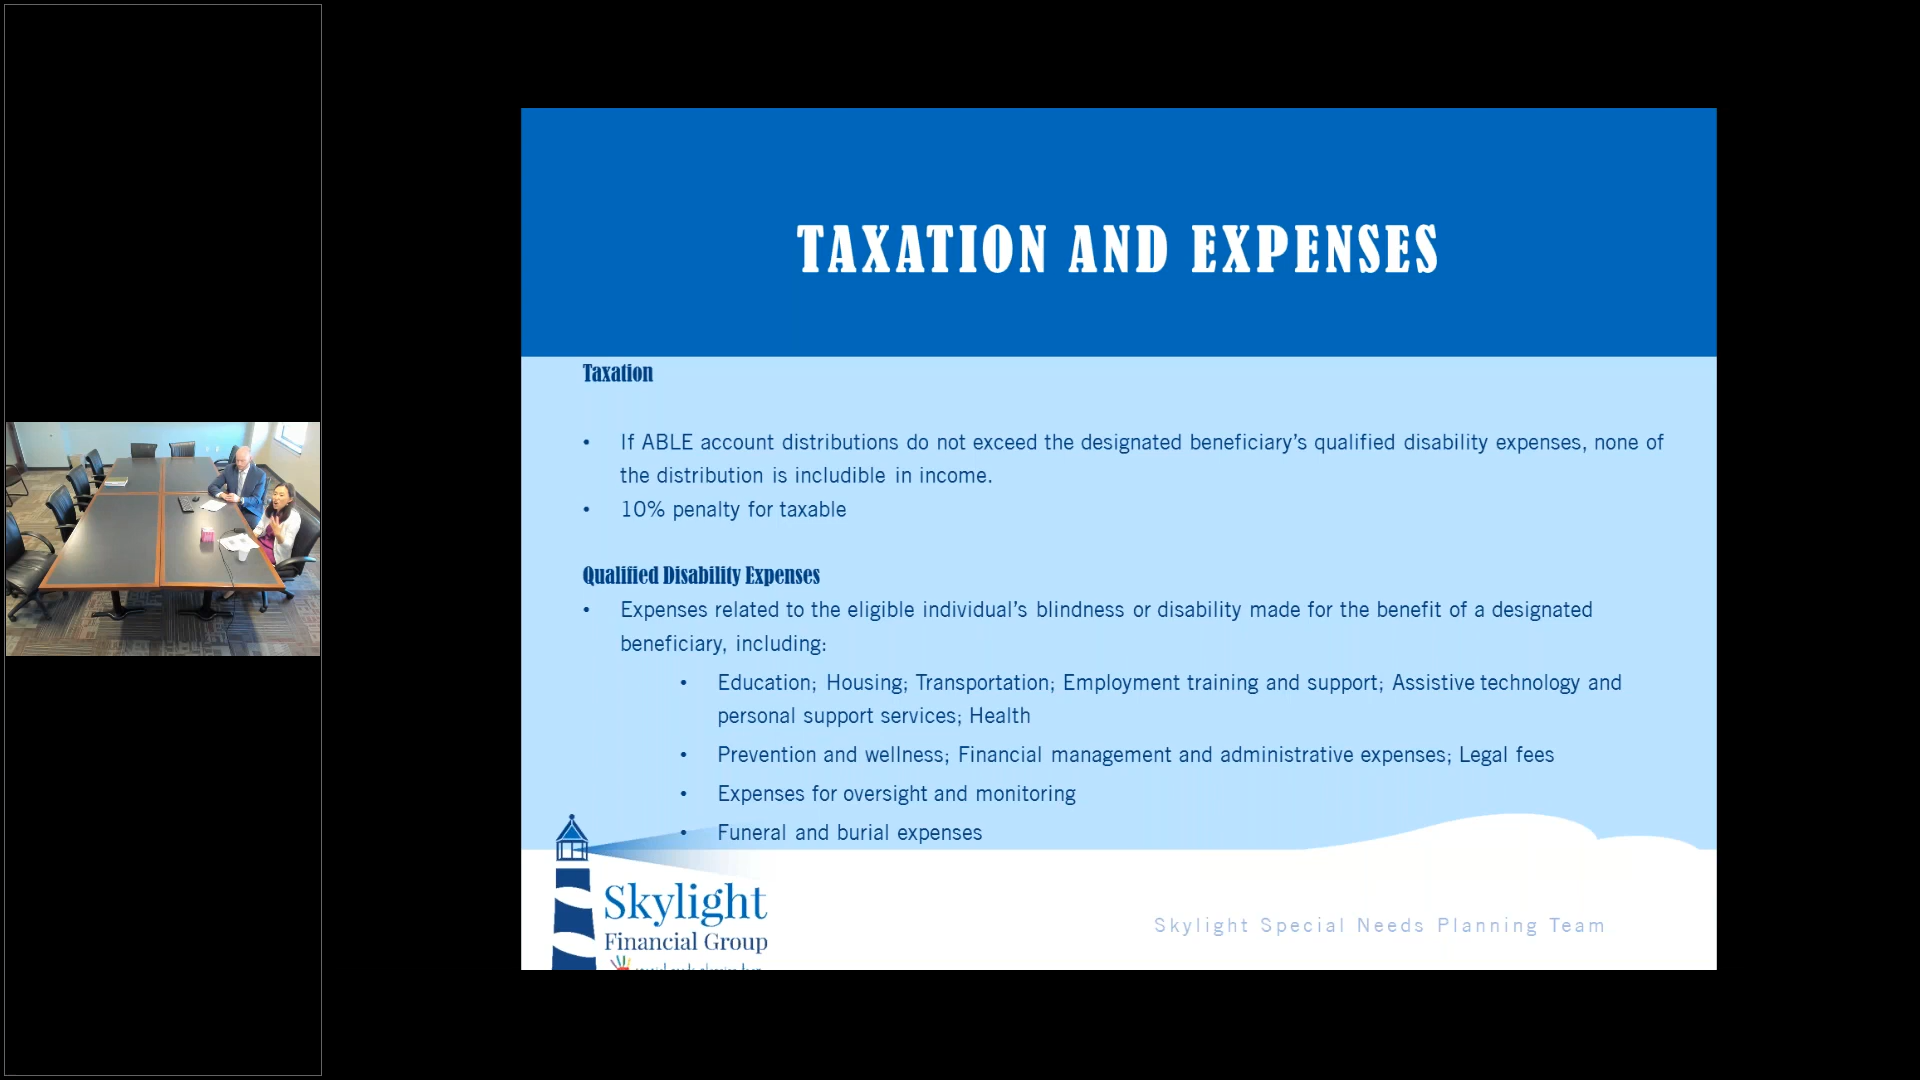 TAXATION AND EXPENSES
Taxation
• If ABLE account distributions do not exceed the designated beneficiary’s qualified disability expenses, none of
the distribution is includible in income.
• 10% penalty for taxable
Qualified Disability Expenses
• Expenses related to the eligible individual’s blindness or disability made for the benefit of a designated
beneficiary, including:
• Education; Housing; Transportation; Employment training and support; Assistive technology and
personal support services; Health
• Prevention and wellness; Financial management and administrative expenses; Legal fees
• Expenses for oversight and monitoring
• Funeral and burial expenses
Skylight
Financial Group
Skylight Special Needs Planning Team